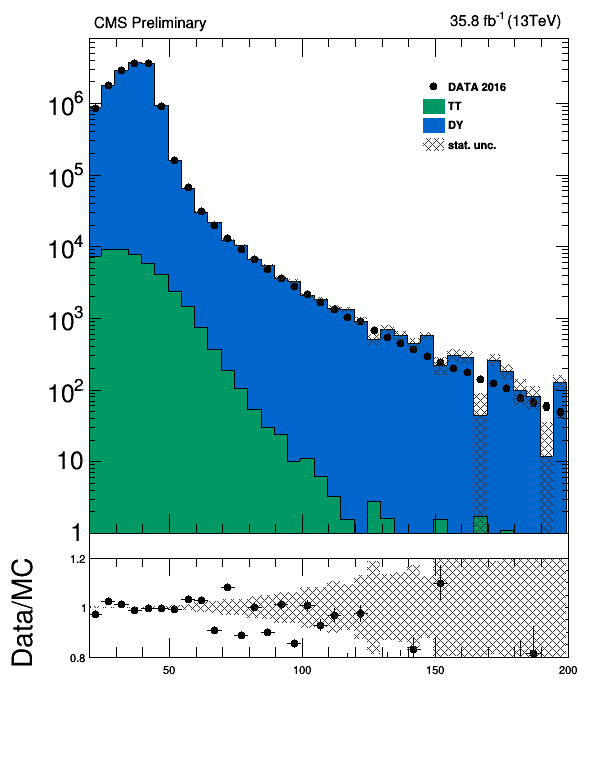 CMS Preliminary 35.8 fb-1 (13TeV)
DATA 2016
TT
DY
stat. unc.
10^6
10^5
10^4
10^3
10^2
10
1
Data/MC
1.2
1
0.8
50 100 150 200